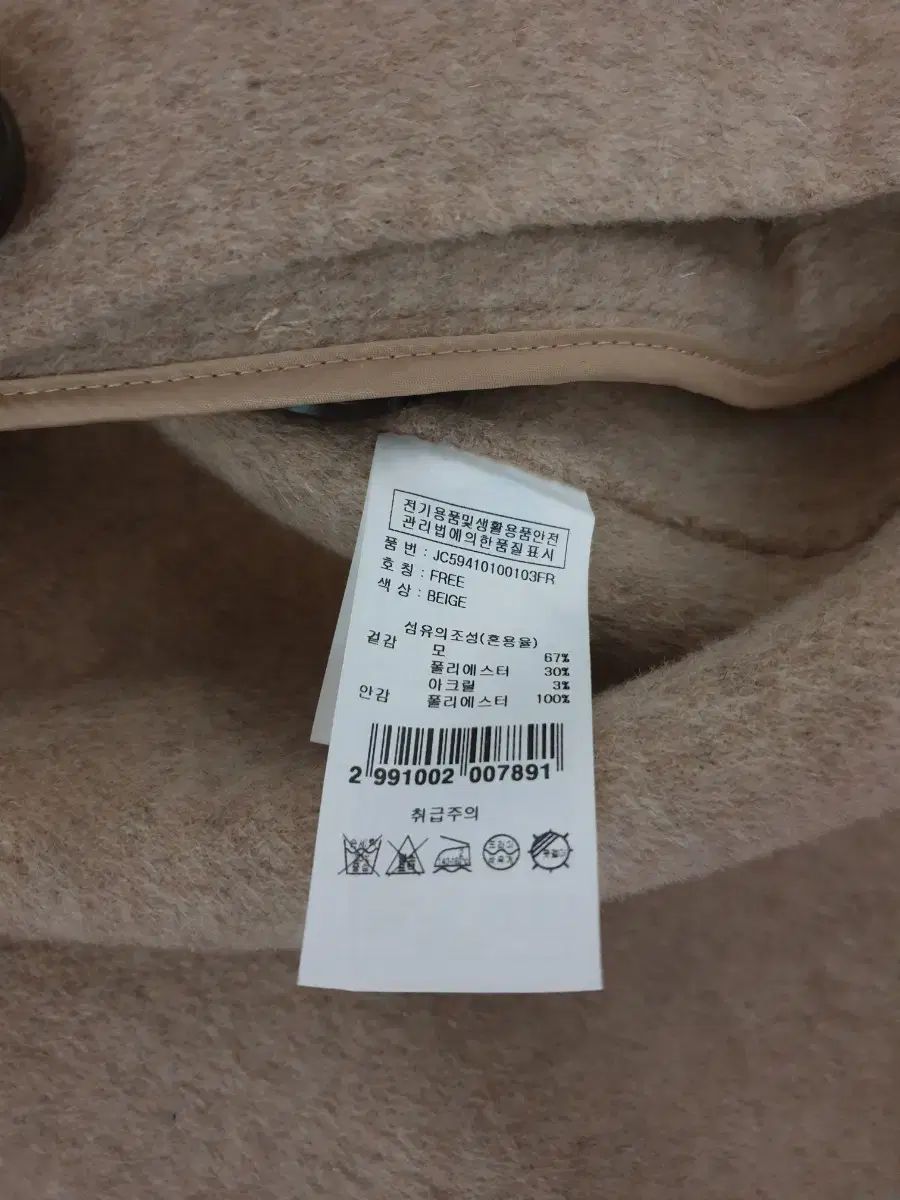 전기용품및생활용품안전
관리법에의한품질표시
품 번 : JC59410100103FR
호 칭 : FREE
색 상 : BEIGE
섬유의조성(혼용율)
겉감 모 67%
폴리에스터 30%
아크릴 3%
안감 폴리에스터 100%
2 991002 007891
취급주의